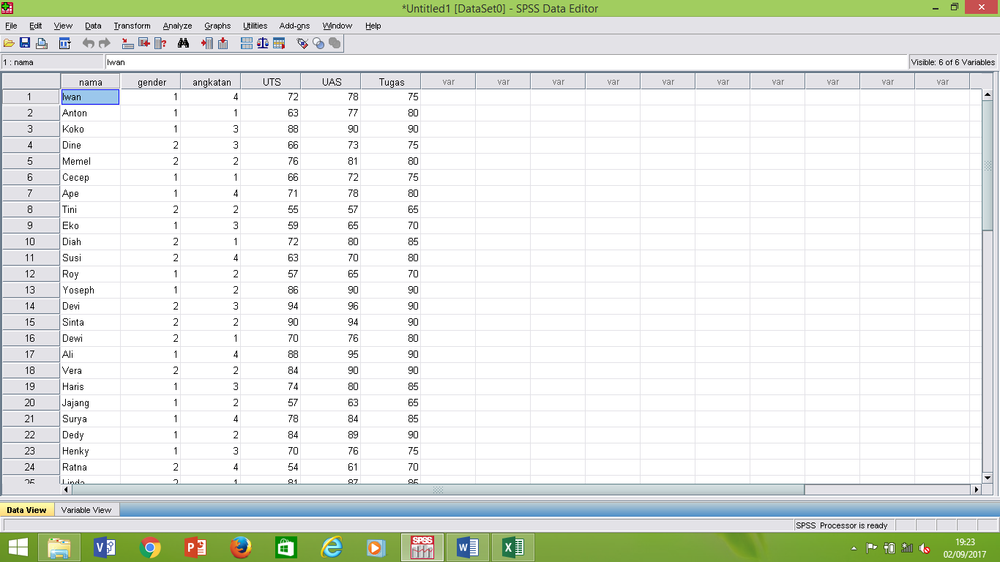 *Untitled1 [DataSet0] - SPSS Data Editor
File Edit View Data Transform Analyze Graphs Utilities Add-ons Window Help
1 : nama Iwan Visible: 6 of 6 Variables
nama gender angkatan UTS UAS Tugas var var var var var var var var var var
1 Iwan 1 4 72 78 75
2 Anton 1 1 63 77 80
3 Koko 1 3 88 90 90
4 Dine 2 3 66 73 75
5 Memel 2 2 76 81 80
6 Cecep 1 1 66 72 75
7 Ape 1 4 71 78 80
8 Tini 2 2 55 57 65
9 Eko 1 3 59 65 70
10 Diah 2 1 72 80 85
11 Susi 2 4 63 70 80
12 Roy 1 2 57 65 70
13 Yoseph 1 2 86 90 90
14 Devi 2 3 94 96 90
15 Sinta 2 2 90 94 90
16 Dewi 2 1 70 76 80
17 Ali 1 4 88 95 90
18 Vera 2 2 84 90 90
19 Haris 1 3 74 80 85
20 Jajang 1 2 57 63 65
21 Surya 1 4 78 84 85
22 Dedy 1 2 84 89 90
23 Henky 1 3 70 76 75
24 Ratna 2 4 54 61 70
25 Linda 2 1 81 87
Data View Variable View
SPSS Processor is ready
SPSS
19:23
02/09/2017